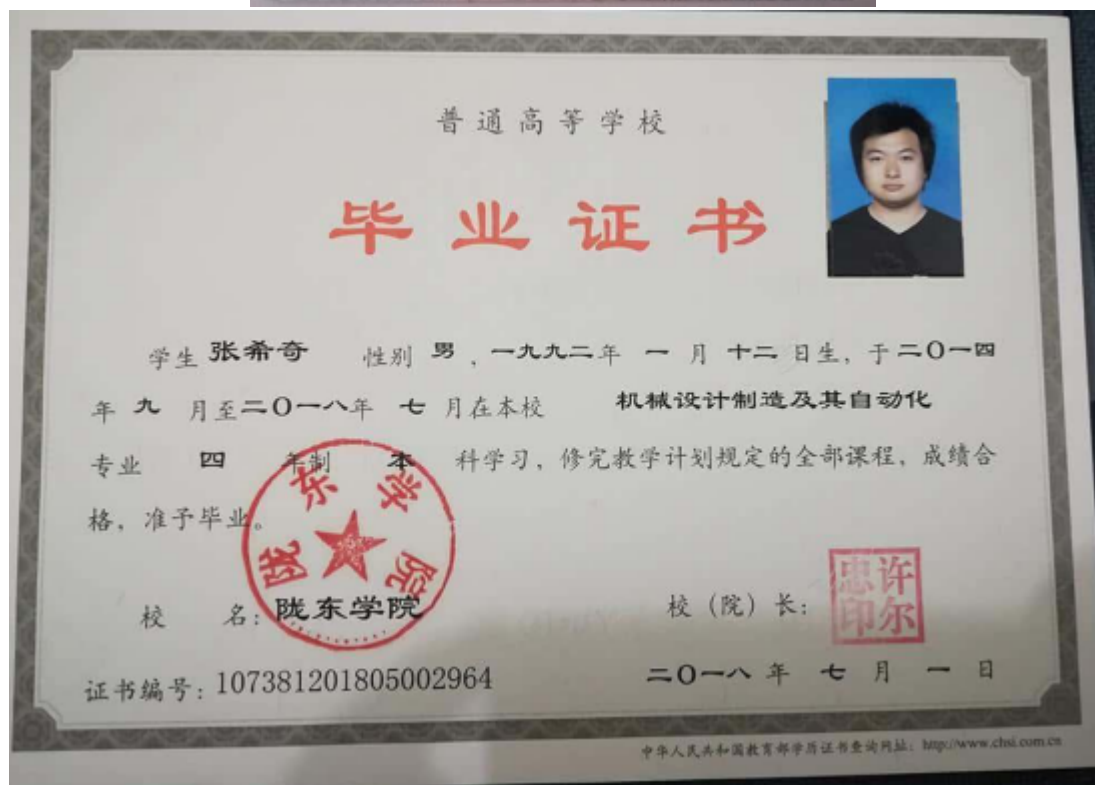 普通高等学校
毕业证书
学生 张希奇 性别 男，一九九二年 一 月 十二 日生，于二〇一四
年 九 月至二〇一八年 七 月在本校 机械设计制造及其自动化
专业 四 年制 本 科学习，修完教学计划规定的全部课程，成绩合
格，准予毕业。
陇东学院
校 名：陇东学院 校（院）长：
许尔忠印
证书编号：107381201805002964 二〇一八 年 七 月 一 日
中华人民共和国教育部学历证书查询网址：http://www.chsi.com.cn